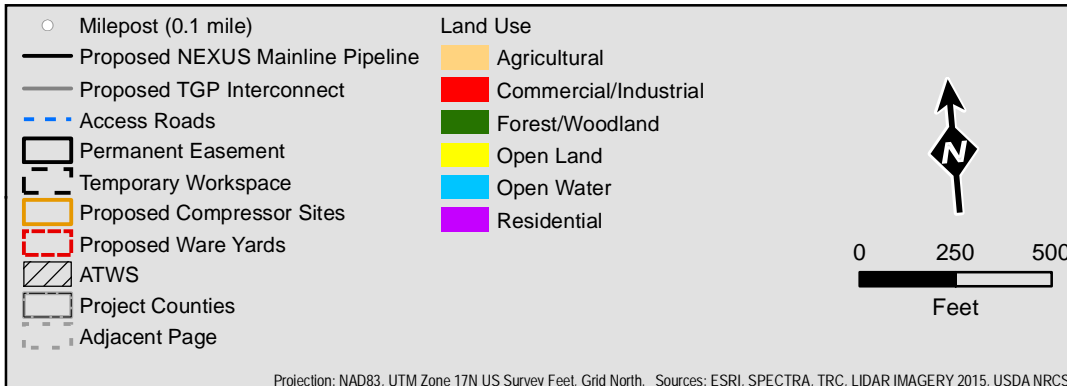 Milepost (0.1 mile)
Proposed NEXUS Mainline Pipeline
Proposed TGP Interconnect
Access Roads
Permanent Easement
Temporary Workspace
Proposed Compressor Sites
Proposed Ware Yards
ATWS
Project Counties
Adjacent Page
Land Use
Agricultural
Commercial/Industrial
Forest/Woodland
Open Land
Open Water
Residential
N
0 250 500
Feet
Projection: NAD83, UTM Zone 17N US Survey Feet, Grid North. Sources: ESRI, SPECTRA, TRC, LIDAR IMAGERY 2015, USDA NRCS